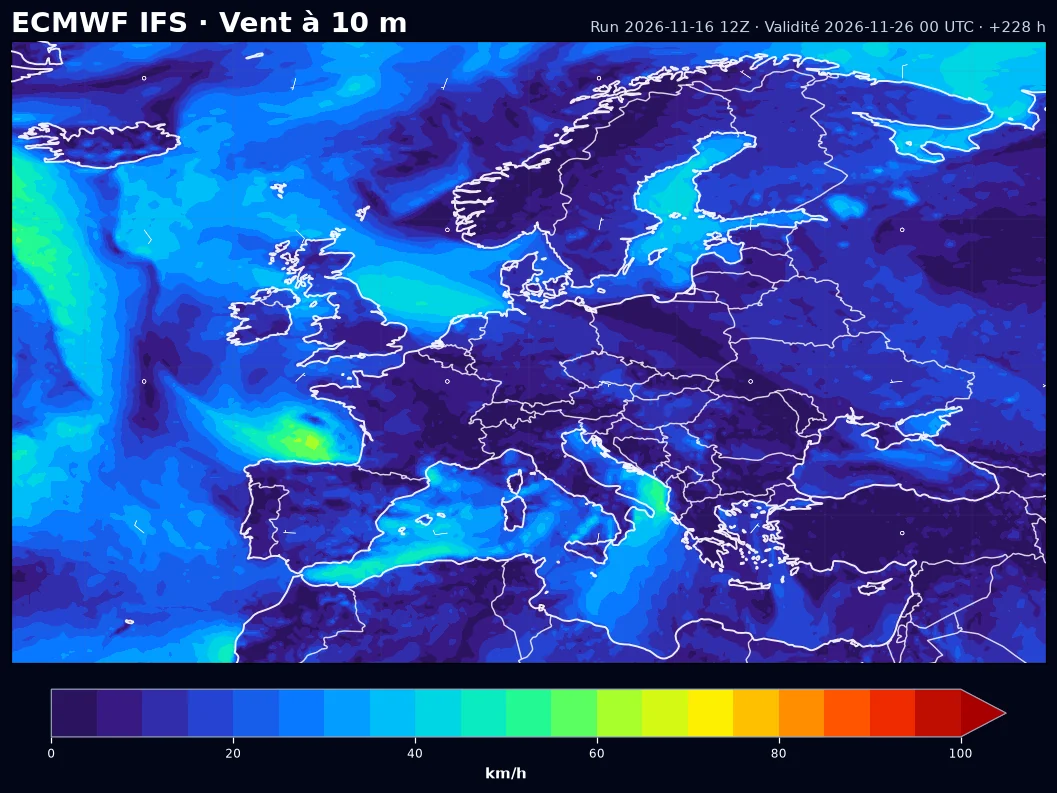 ECMWF IFS · Vent à 10 m
Run 2026-11-16 12Z · Validité 2026-11-26 00 UTC · +228 h
0 20 40 60 80 100
km/h